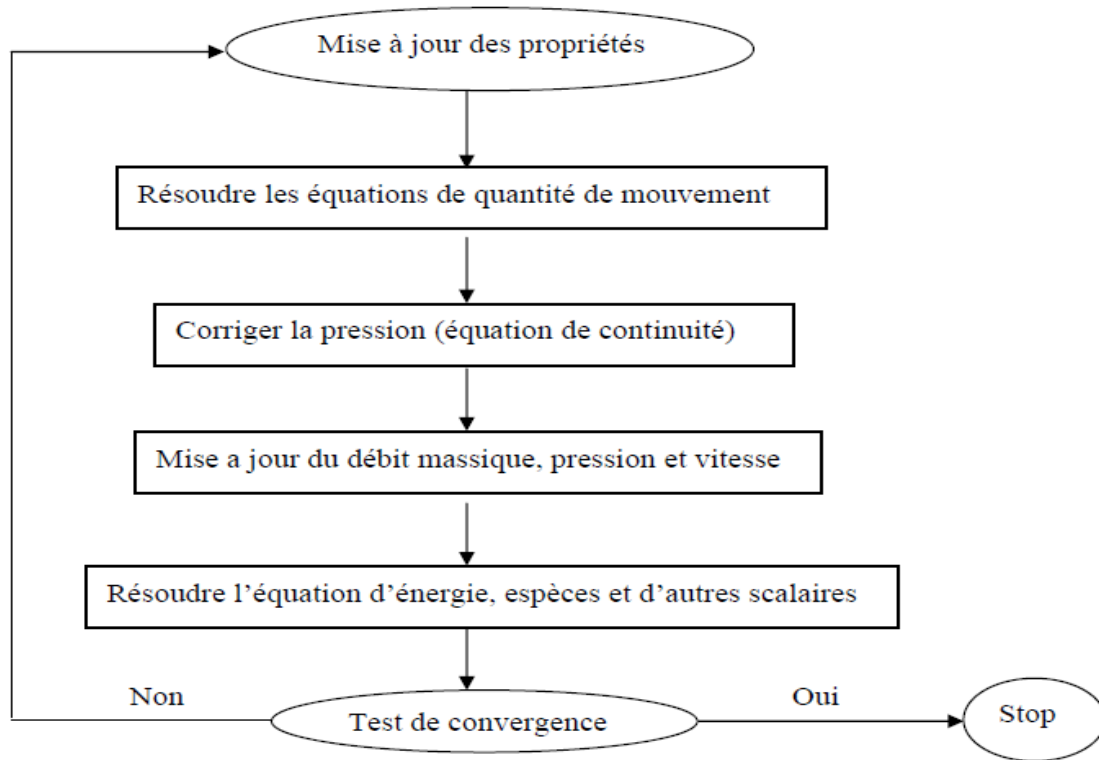 Mise à jour des propriétés
Résoudre les équations de quantité de mouvement
Corriger la pression (équation de continuité)
Mise a jour du débit massique, pression et vitesse
Résoudre l’équation d’énergie, espèces et d’autres scalaires
Non
Test de convergence
Oui
Stop